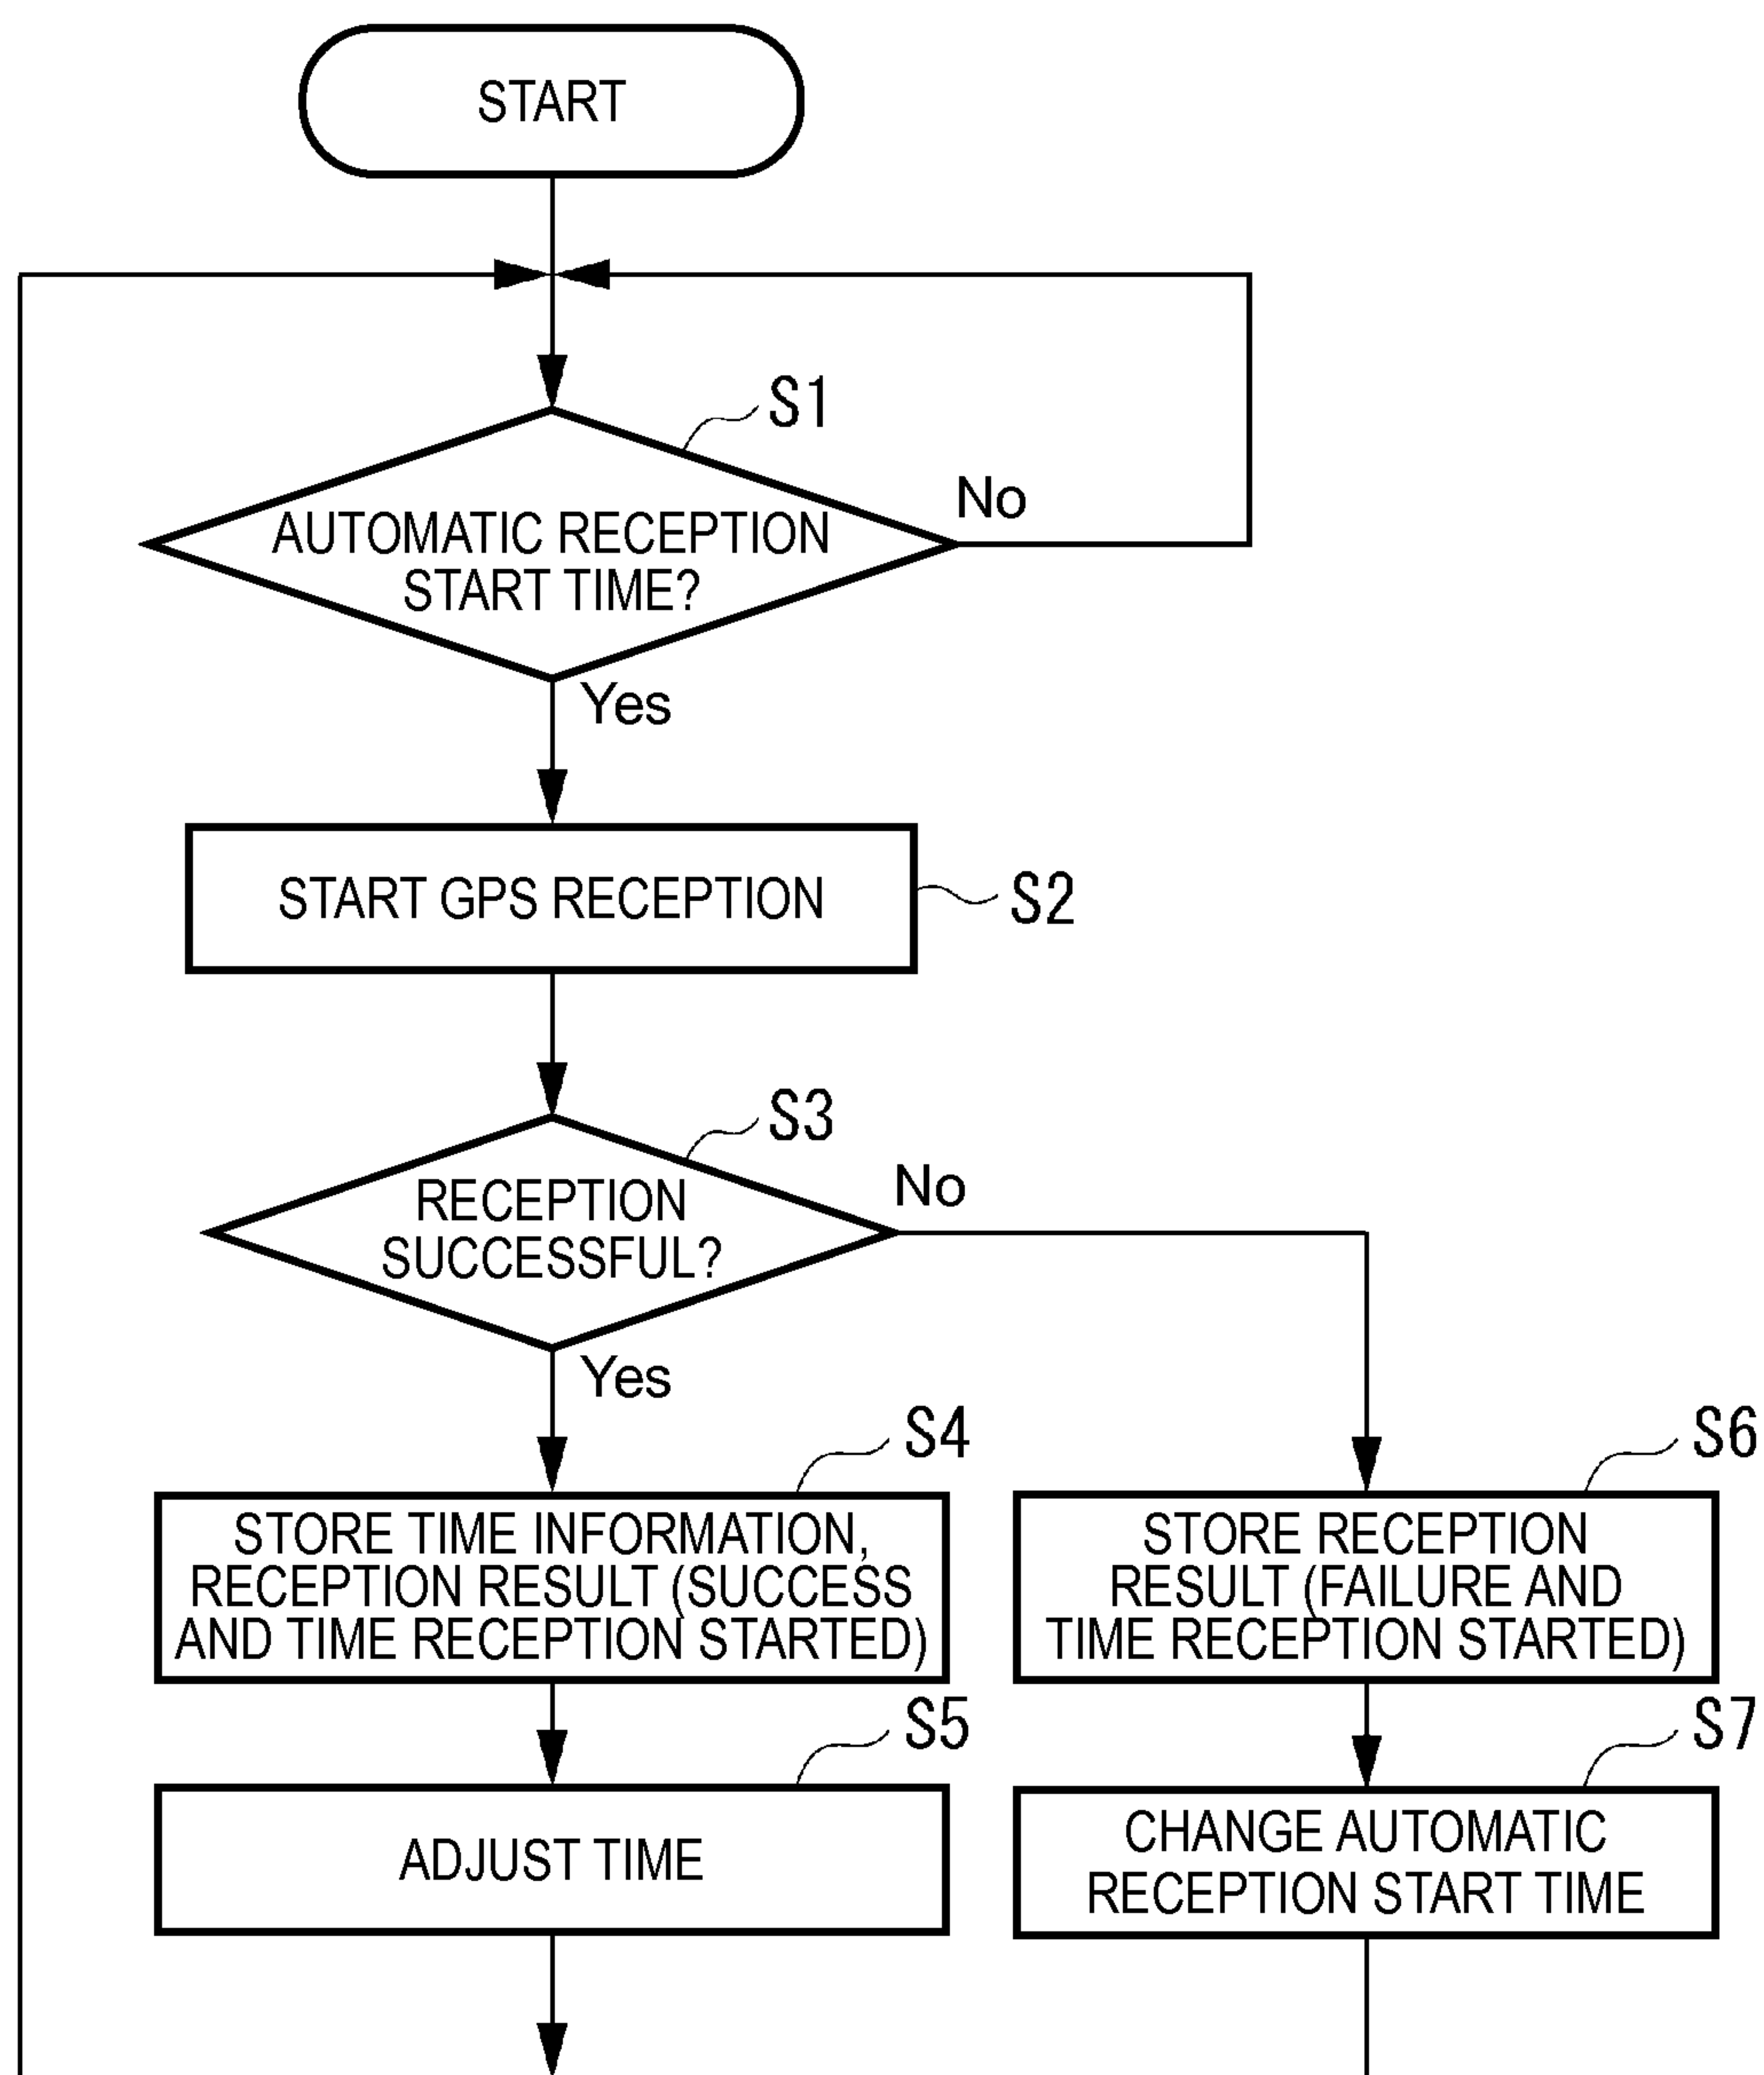 START
S1
No
AUTOMATIC RECEPTION
START TIME?
Yes
START GPS RECEPTION
S2
S3
No
RECEPTION
SUCCESSFUL?
Yes
S4
STORE TIME INFORMATION,
RECEPTION RESULT (SUCCESS
AND TIME RECEPTION STARTED)
S6
STORE RECEPTION
RESULT (FAILURE AND
TIME RECEPTION STARTED)
S5
ADJUST TIME
S7
CHANGE AUTOMATIC
RECEPTION START TIME